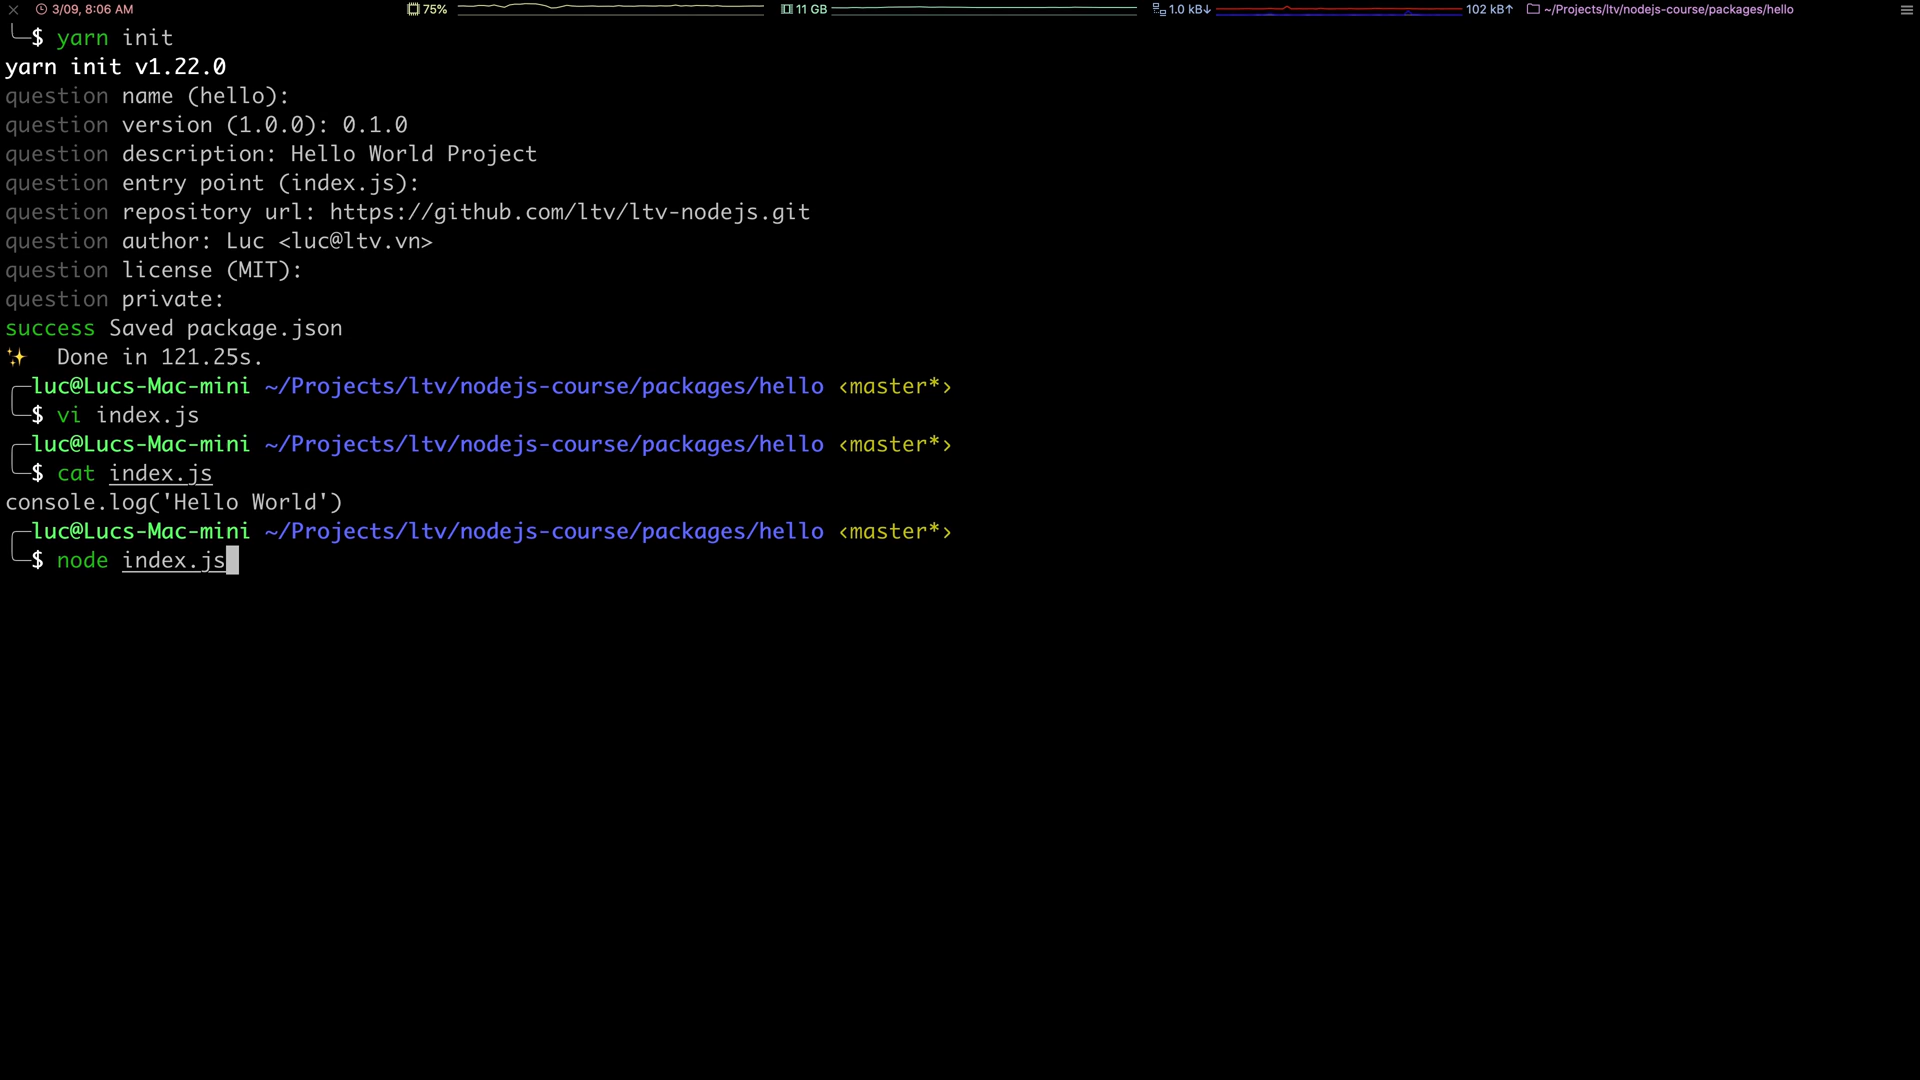 3/09, 8:06 AM 75% 11 GB 1.0 kB↓ 102 kB↑ ~/Projects/ltv/nodejs-course/packages/hello
$ yarn init
yarn init v1.22.0
question name (hello):
question version (1.0.0): 0.1.0
question description: Hello World Project
question entry point (index.js):
question repository url: https://github.com/ltv/ltv-nodejs.git
question author: Luc <luc@ltv.vn>
question license (MIT):
question private:
success Saved package.json
✨ Done in 121.25s.
luc@Lucs-Mac-mini ~/Projects/ltv/nodejs-course/packages/hello ‹master*›
$ vi index.js
luc@Lucs-Mac-mini ~/Projects/ltv/nodejs-course/packages/hello ‹master*›
$ cat index.js
console.log('Hello World')
luc@Lucs-Mac-mini ~/Projects/ltv/nodejs-course/packages/hello ‹master*›
$ node index.js